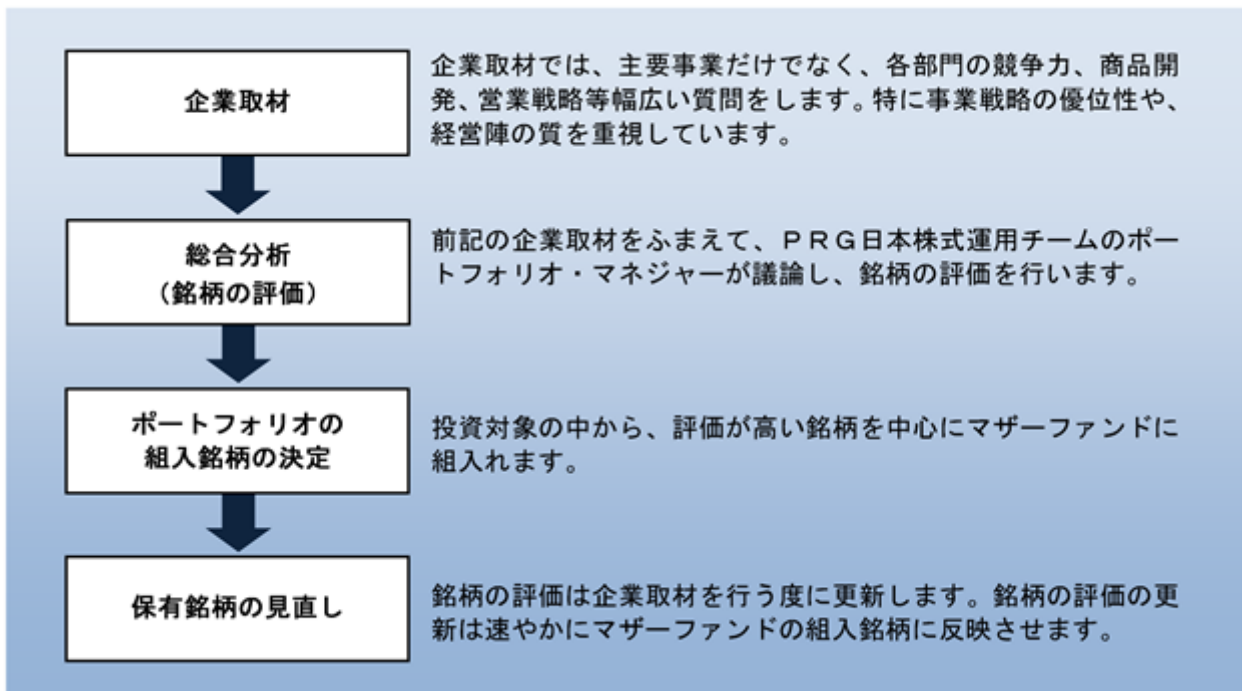 企業取材
企業取材では、主要事業だけでなく、各部門の競争力、商品開
発、営業戦略等幅広い質問をします。特に事業戦略の優位性や、
経営陣の質を重視しています。
総合分析
（銘柄の評価）
前記の企業取材をふまえて、ＰＲＧ日本株式運用チームのポー
トフォリオ・マネジャーが議論し、銘柄の評価を行います。
ポートフォリオの
組入銘柄の決定
投資対象の中から、評価が高い銘柄を中心にマザーファンドに
組入れます。
保有銘柄の見直し
銘柄の評価は企業取材を行う度に更新します。銘柄の評価の更
新は速やかにマザーファンドの組入銘柄に反映させます。